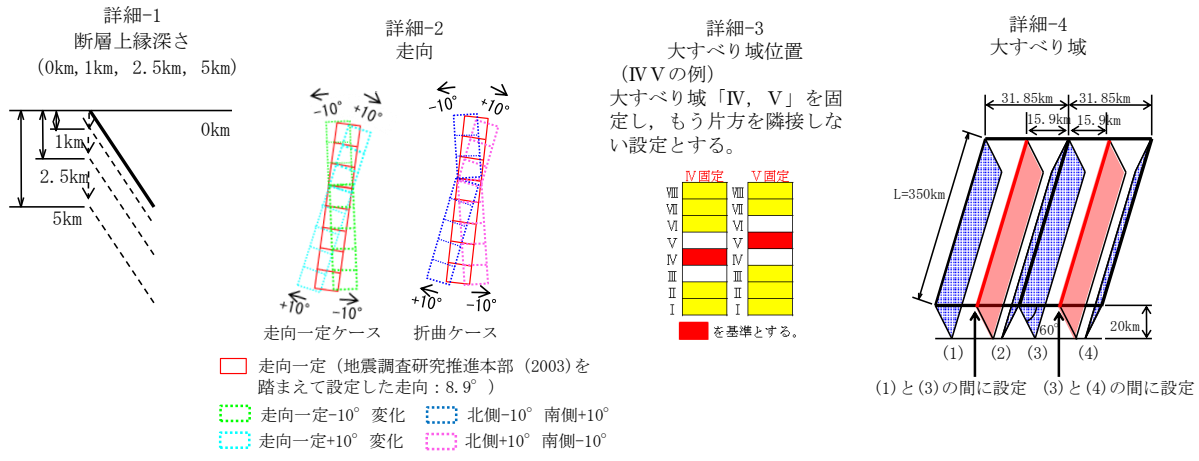 詳細-1
断層上縁深さ
(0km,1km, 2.5km, 5km)
0km
1km
2.5km
5km
詳細-2
走向
-10°
+10°
+10°
-10°
走向一定ケース
-10°
+10°
+10°
-10°
折曲ケース
走向一定（地震調査研究推進本部 (2003)を
踏まえて設定した走向：8.9°）
走向一定-10°変化
北側-10°南側+10°
走向一定+10°変化
北側+10°南側-10°
詳細-3
大すべり域位置
（ⅣⅤの例）
大すべり域「Ⅳ，Ⅴ」を固
定し，もう片方を隣接しな
い設定とする。
Ⅳ固定
Ⅴ固定
Ⅷ
Ⅶ
Ⅵ
Ⅴ
Ⅳ
Ⅲ
Ⅱ
Ⅰ
Ⅷ
Ⅶ
Ⅵ
Ⅴ
Ⅳ
Ⅲ
Ⅱ
Ⅰ
を基準とする。
詳細-4
大すべり域
31.85km
31.85km
15.9km
15.9km
L=350km
60°
20km
(1)
(2)
(3)
(4)
(1)と(3)の間に設定
(3)と(4)の間に設定